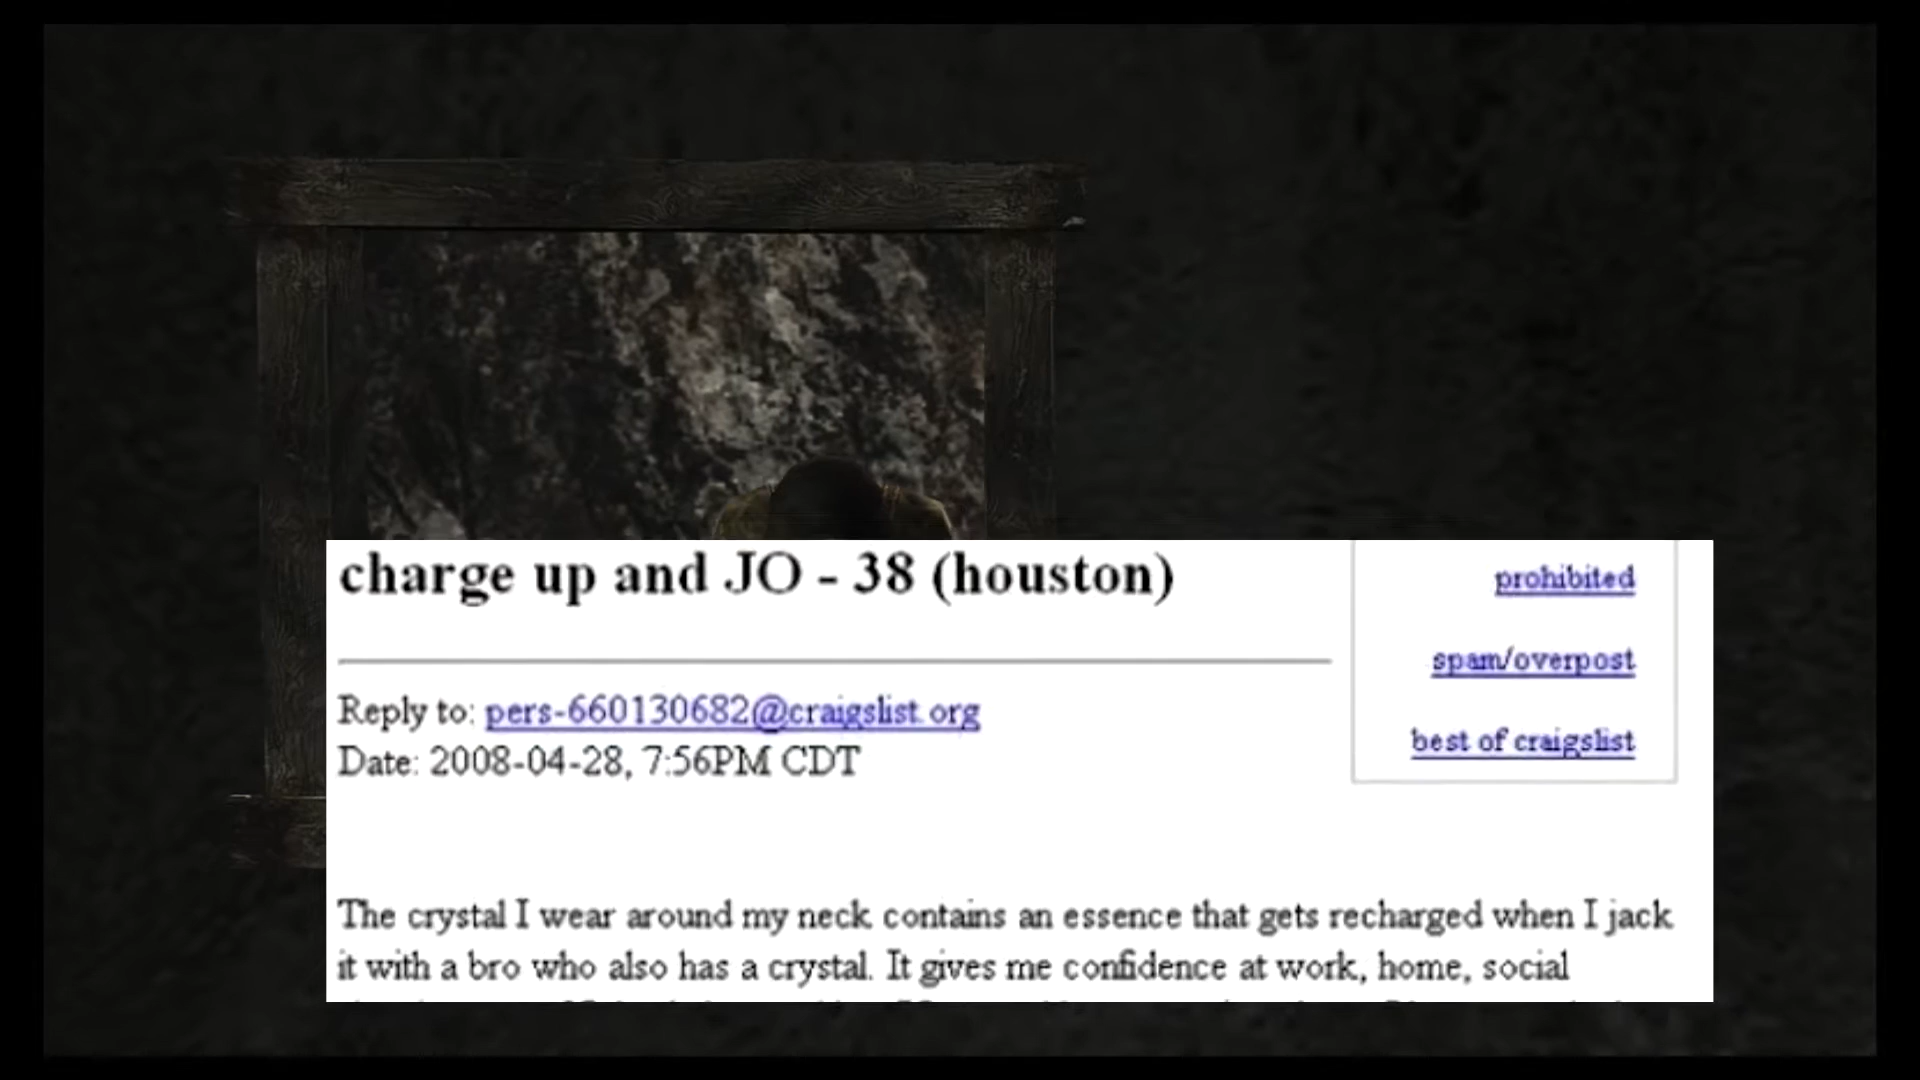 charge up and JO - 38 (houston)
prohibited
spam/overpost
best of craigslist
Reply to: pers-660130682@craigslist.org
Date: 2008-04-28, 7:56PM CDT
The crystal I wear around my neck contains an essence that gets recharged when I jack
it with a bro who also has a crystal. It gives me confidence at work, home, social